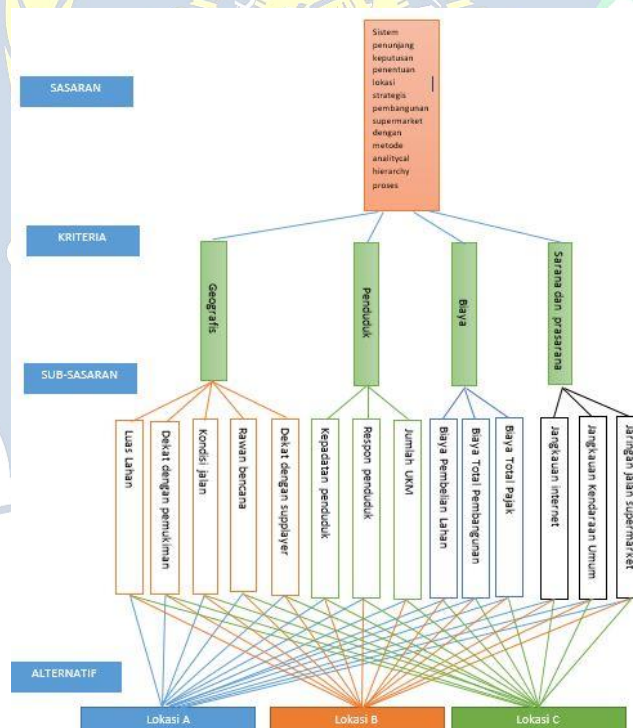 SASARAN
Sistem
penunjang
keputusan
penentuan
lokasi
strategis
pembangunan
supermarket
dengan
metode
analitycal
hierarchy
proses
KRITERIA
Geografis
Penduduk
Biaya
Sarana dan prasarana
SUB-SASARAN
Luas Lahan
Dekat dengan pemukiman
Kondisi jalan
Rawan bencana
Dekat dengan supplayer
Kepadatan penduduk
Respon penduduk
Jumlah UKM
Biaya Pembelian Lahan
Biaya Total Pembangunan
Biaya Total Pajak
Jangkauan internet
Jangkauan Kendaraan Umum
Jaringan jalan supermarket
ALTERNATIF
Lokasi A
Lokasi B
Lokasi C